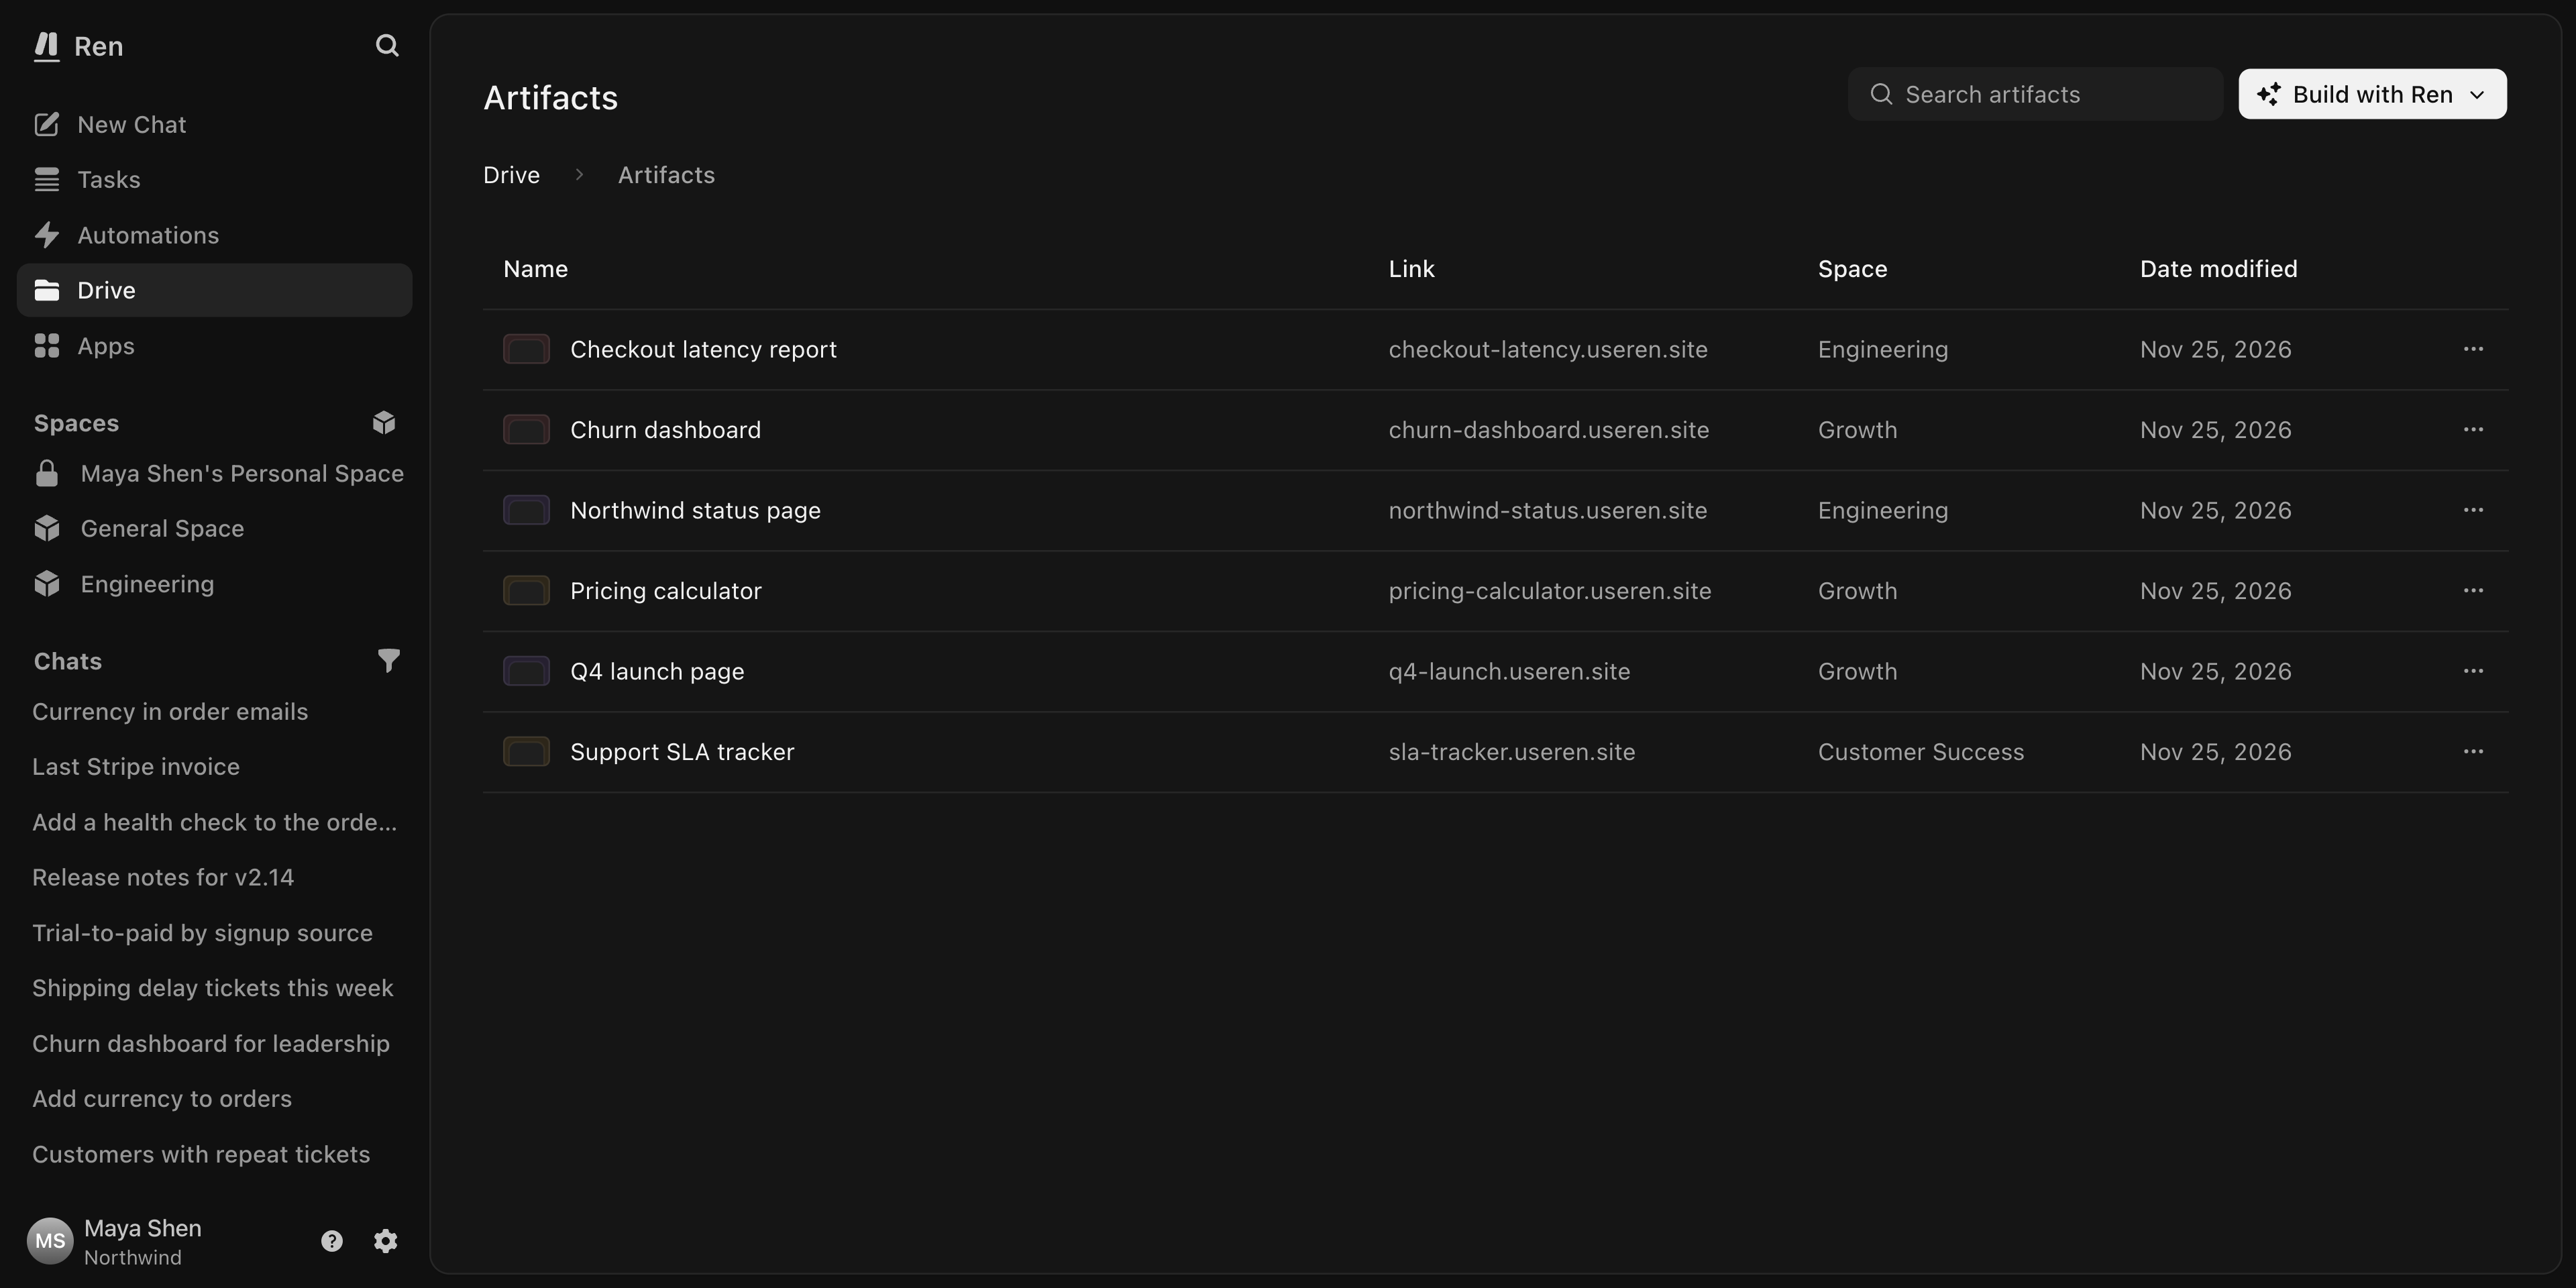 Ren
New Chat
Tasks
Automations
Drive
Apps
Spaces
Maya Shen's Personal Space
General Space
Engineering
Chats
Currency in order emails
Last Stripe invoice
Add a health check to the orde...
Release notes for v2.14
Trial-to-paid by signup source
Shipping delay tickets this week
Churn dashboard for leadership
Add currency to orders
Customers with repeat tickets
MS
Maya Shen
Northwind
?
Artifacts
Search artifacts
Build with Ren
Drive > Artifacts
Name Link Space Date modified
Checkout latency report checkout-latency.useren.site Engineering Nov 25, 2026
Churn dashboard churn-dashboard.useren.site Growth Nov 25, 2026
Northwind status page northwind-status.useren.site Engineering Nov 25, 2026
Pricing calculator pricing-calculator.useren.site Growth Nov 25, 2026
Q4 launch page q4-launch.useren.site Growth Nov 25, 2026
Support SLA tracker sla-tracker.useren.site Customer Success Nov 25, 2026